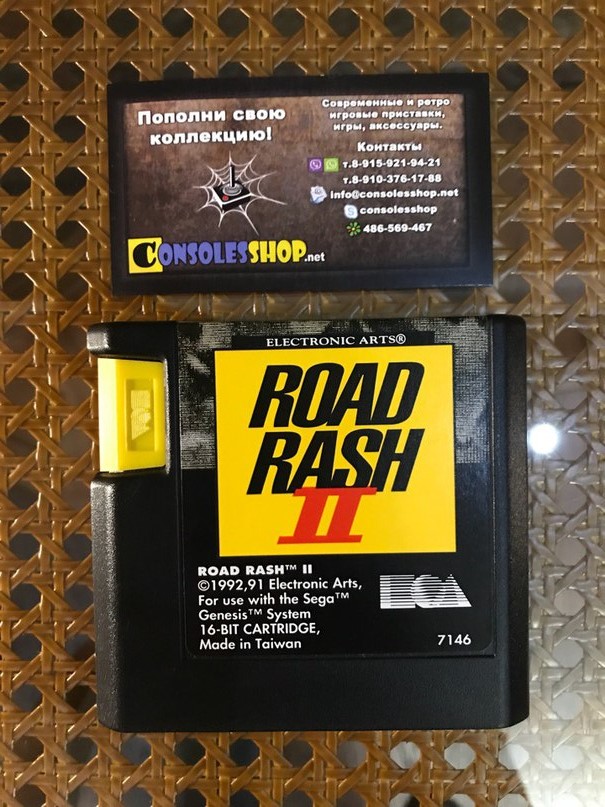 Пополни свою
коллекцию!
Современные и ретро
игровые приставки,
игры, аксессуары.
Контакты
т.8-915-921-94-21
т.8-910-376-17-88
info@consolesshop.net
consolesshop
486-569-467
CONSOLESSHOP.net
ELECTRONIC ARTS®
ROAD
RASH
II
ROAD RASH™ II
©1992,91 Electronic Arts,
For use with the Sega™
Genesis™ System
16-BIT CARTRIDGE,
Made in Taiwan
EA
7146